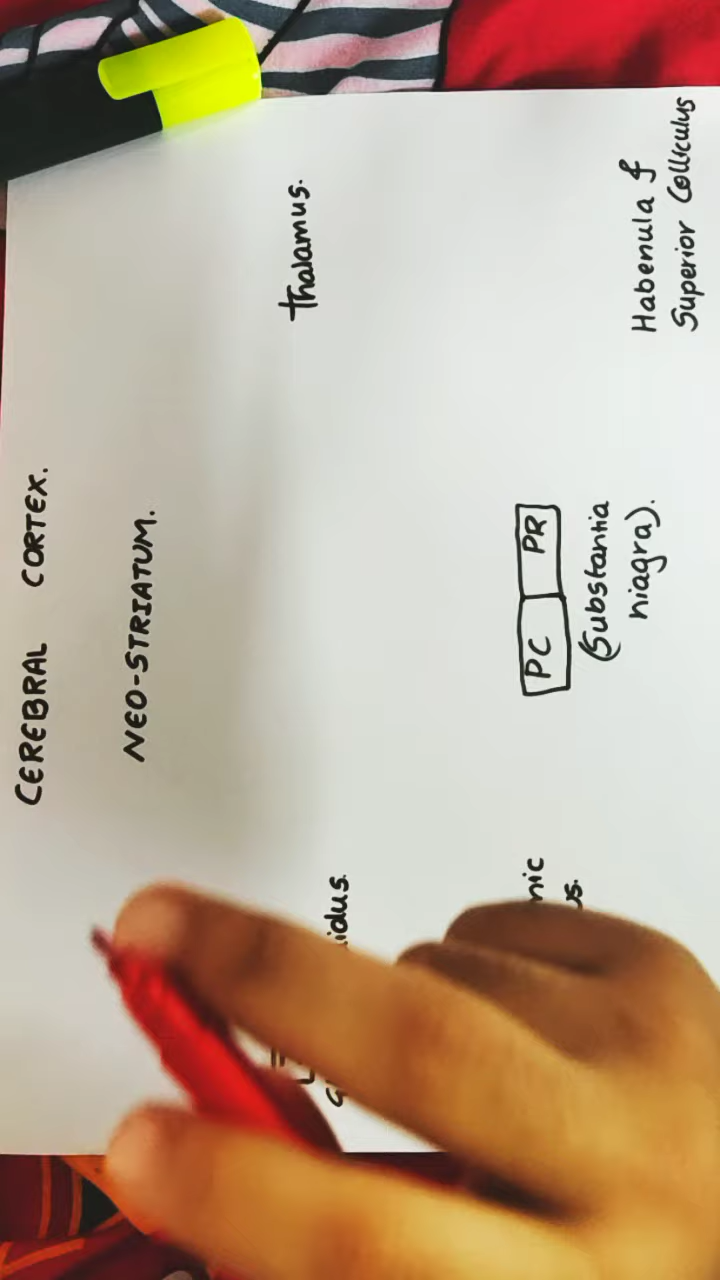 CEREBRAL CORTEX.
NEO-STRIATUM.
Thalamus.
PC PR
(Substantia
niagra).
Habenula &
Superior Colliculus